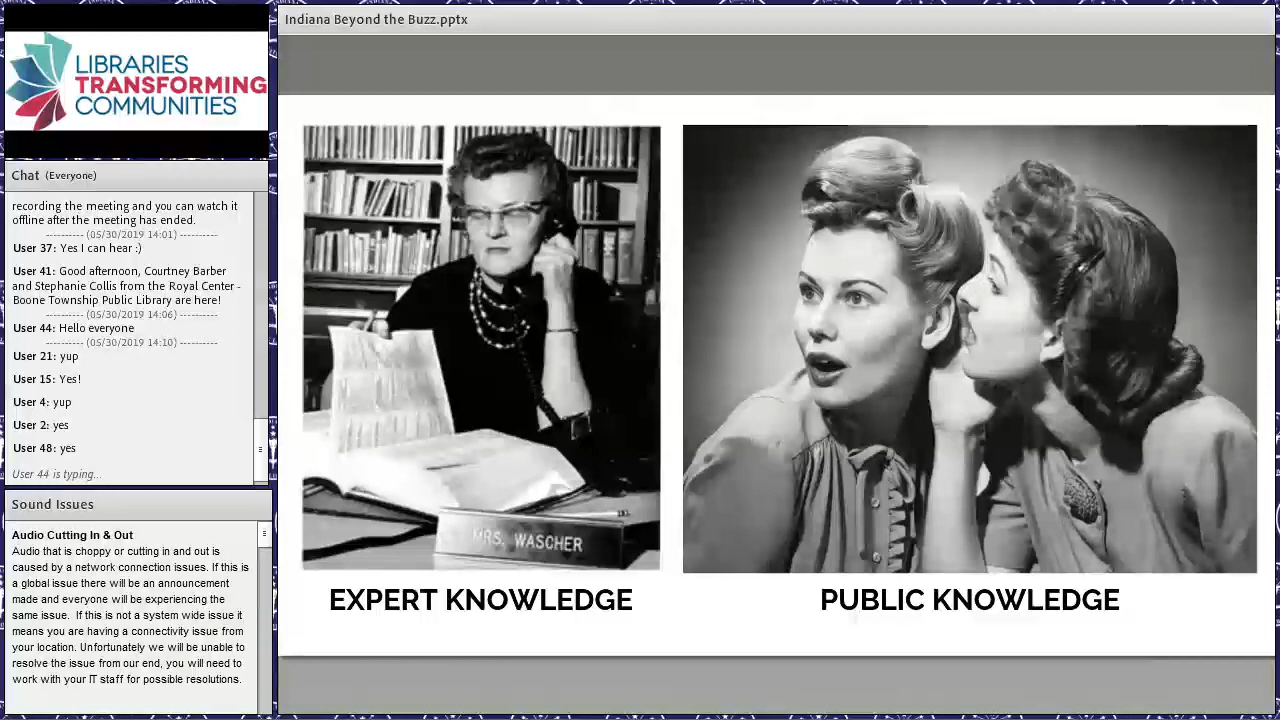 Indiana Beyond the Buzz.pptx
LIBRARIES
TRANSFORMING
COMMUNITIES
Chat (Everyone)
recording the meeting and you can watch it
offline after the meeting has ended.
---------- (05/30/2019 14:01) ----------
User 37: Yes I can hear :)
User 41: Good afternoon, Courtney Barber
and Stephanie Collis from the Royal Center -
Boone Township Public Library are here!
---------- (05/30/2019 14:06) ----------
User 44: Hello everyone
---------- (05/30/2019 14:10) ----------
User 21: yup
User 15: Yes!
User 4: yup
User 2: yes
User 48: yes
User 44 is typing...
Sound Issues
Audio Cutting In & Out
Audio that is choppy or cutting in and out is
caused by a network connection issues. If this is
a global issue there will be an announcement
made and everyone will be experiencing the
same issue.  If this is not a system wide issue it
means you are having a connectivity issue from
your location. Unfortunately we will be unable to
resolve the issue from our end, you will need to
work with your IT staff for possible resolutions.
MRS. WASCHER
EXPERT KNOWLEDGE
PUBLIC KNOWLEDGE